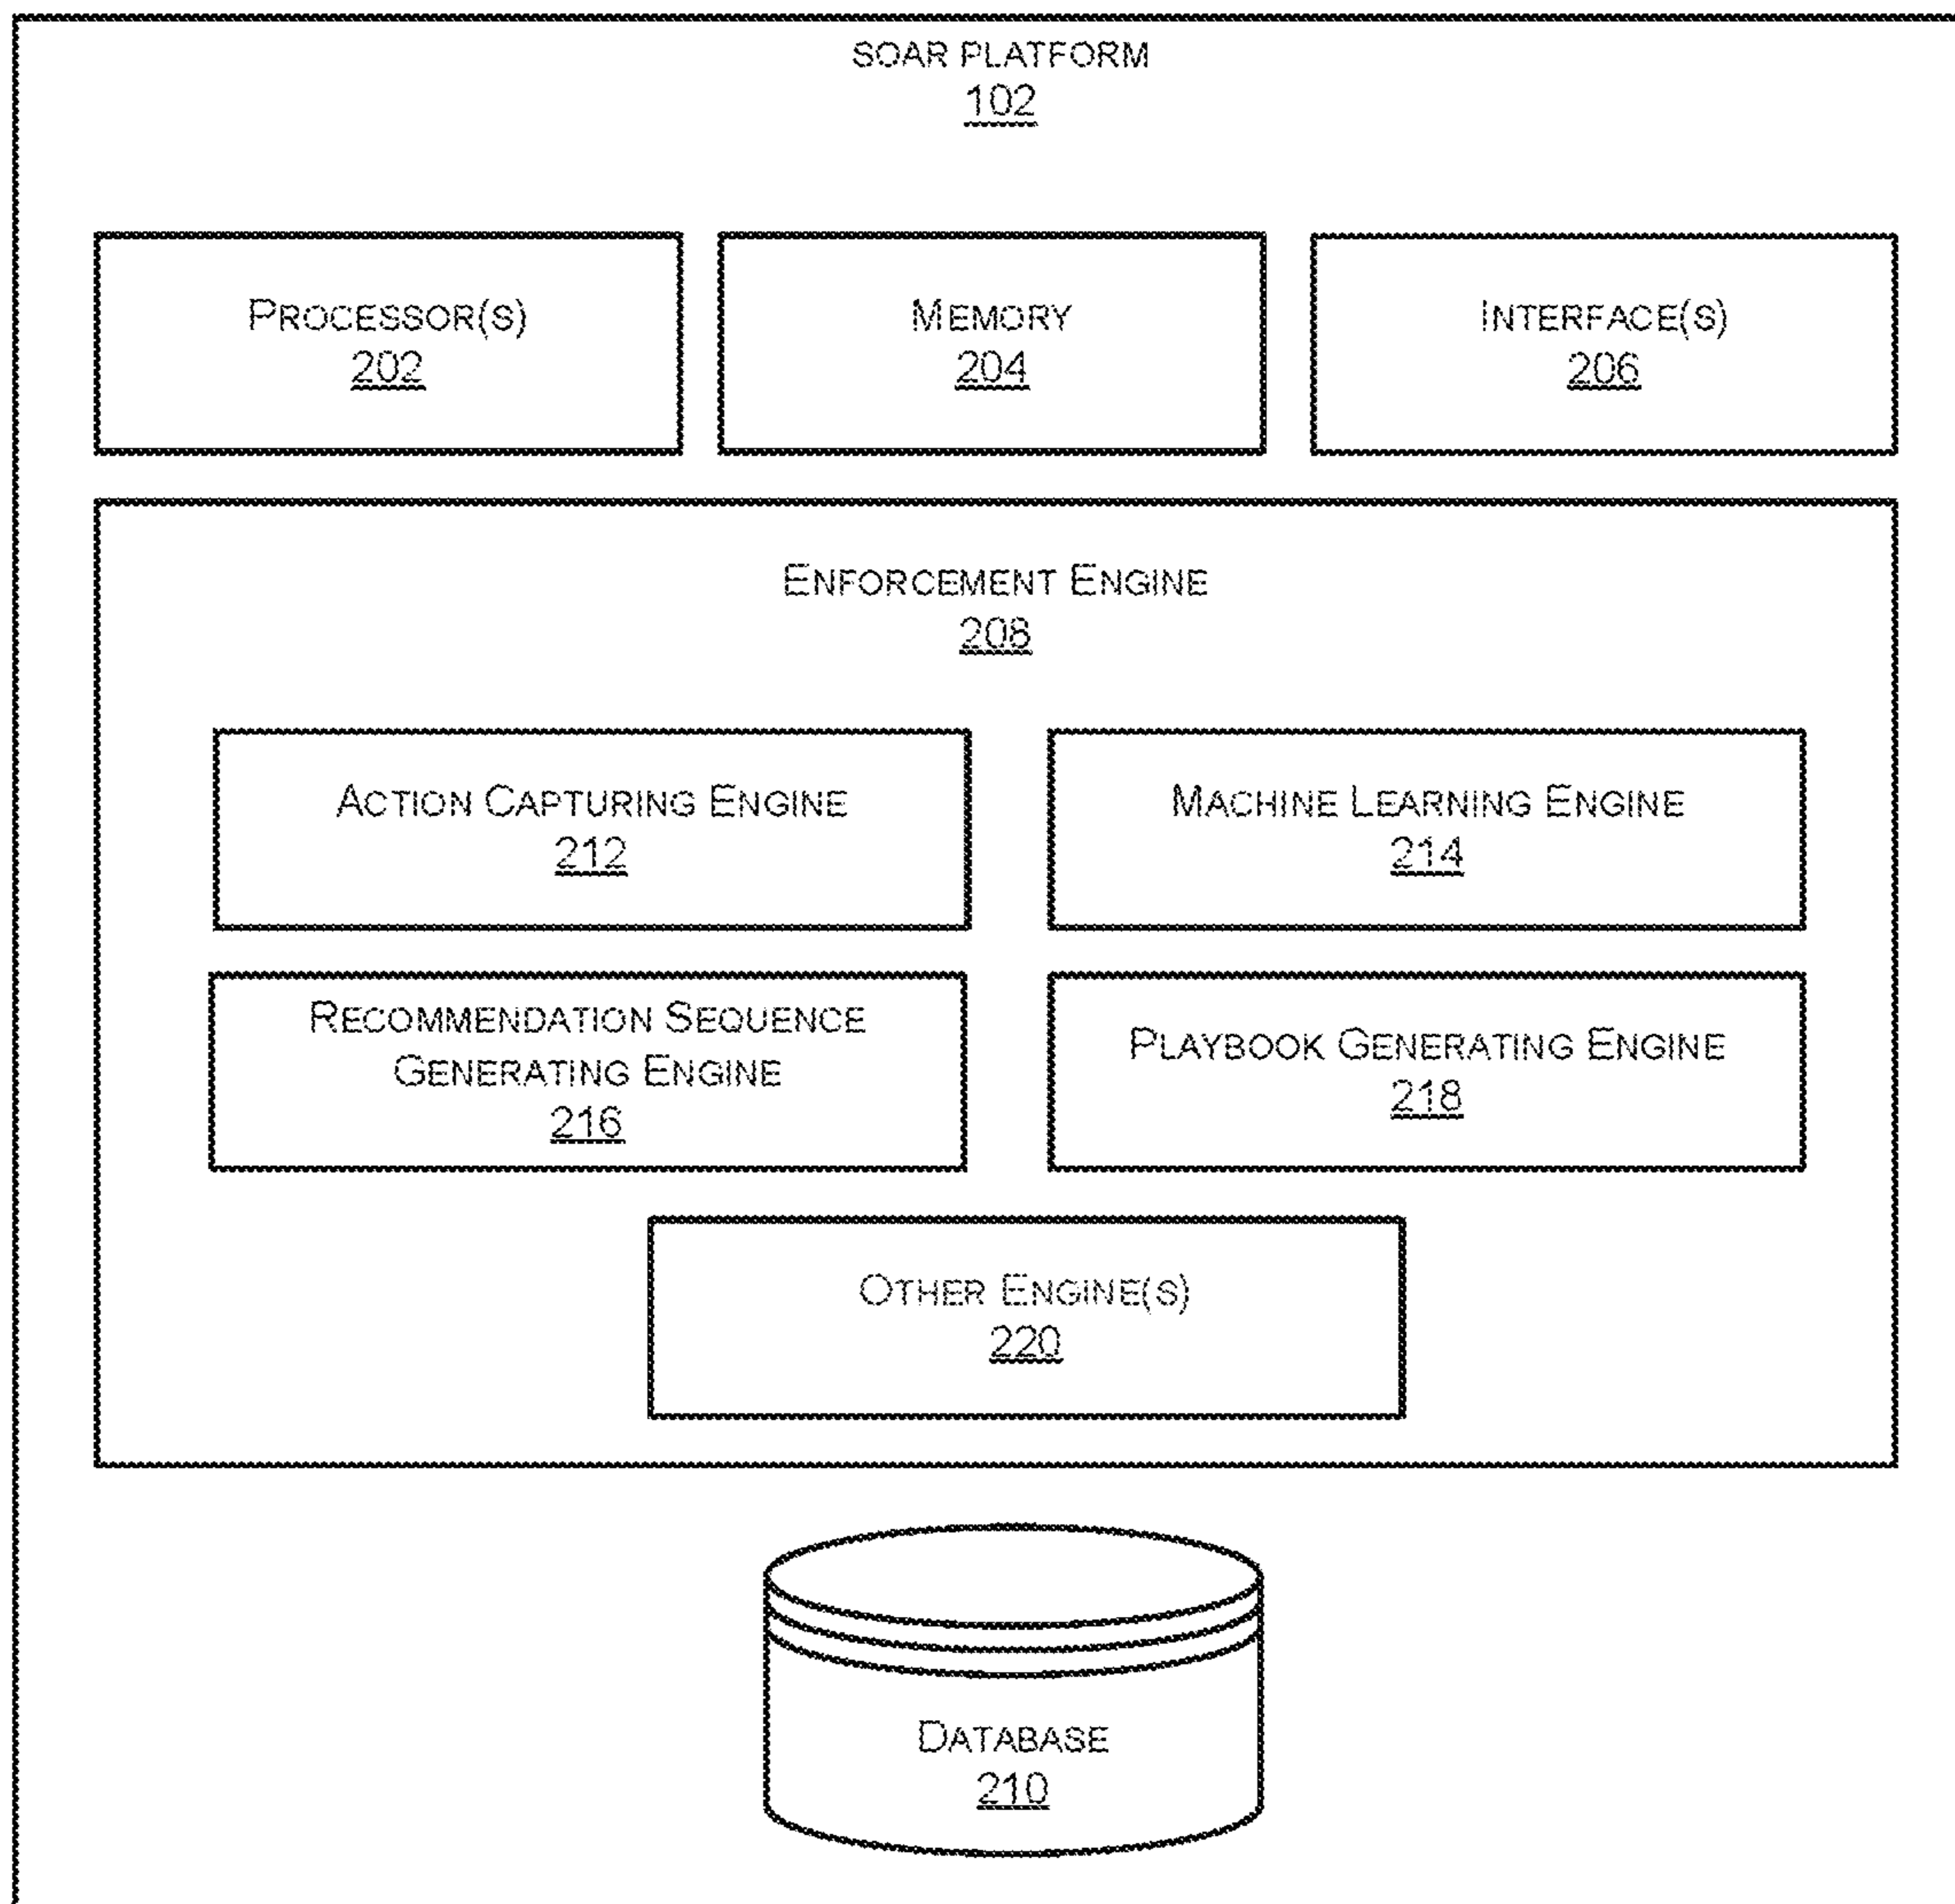 SOAR PLATFORM
102
PROCESSOR(S)
202
MEMORY
204
INTERFACE(S)
206
ENFORCEMENT ENGINE
208
ACTION CAPTURING ENGINE
212
MACHINE LEARNING ENGINE
214
RECOMMENDATION SEQUENCE
GENERATING ENGINE
216
PLAYBOOK GENERATING ENGINE
218
OTHER ENGINE(S)
220
DATABASE
210